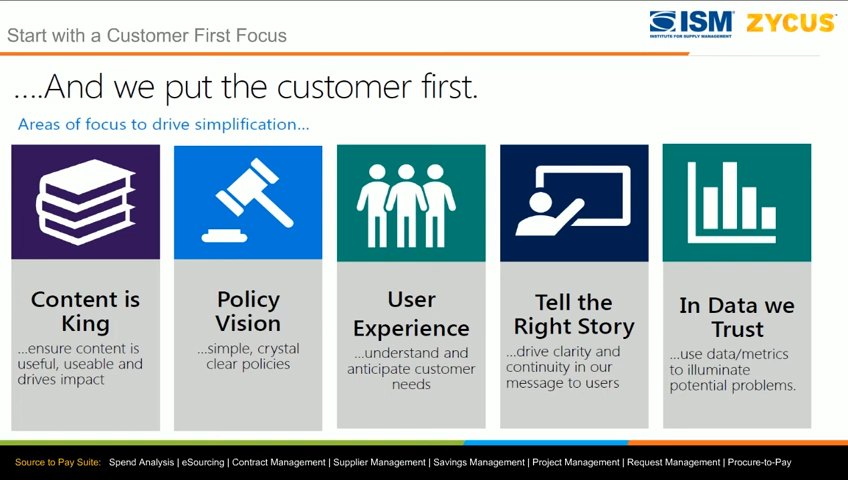 Start with a Customer First Focus
ISM
INSTITUTE FOR SUPPLY MANAGEMENT
ZYCUS
....And we put the customer first.
Areas of focus to drive simplification...
Content is
King
...ensure content is
useful, useable and
drives impact
Policy
Vision
...simple, crystal
clear policies
User
Experience
...understand and
anticipate customer
needs
Tell the
Right Story
...drive clarity and
continuity in our
message to users
In Data we
Trust
...use data/metrics
to illuminate
potential problems.
Source to Pay Suite: Spend Analysis | eSourcing | Contract Management | Supplier Management | Savings Management | Project Management | Request Management | Procure-to-Pay